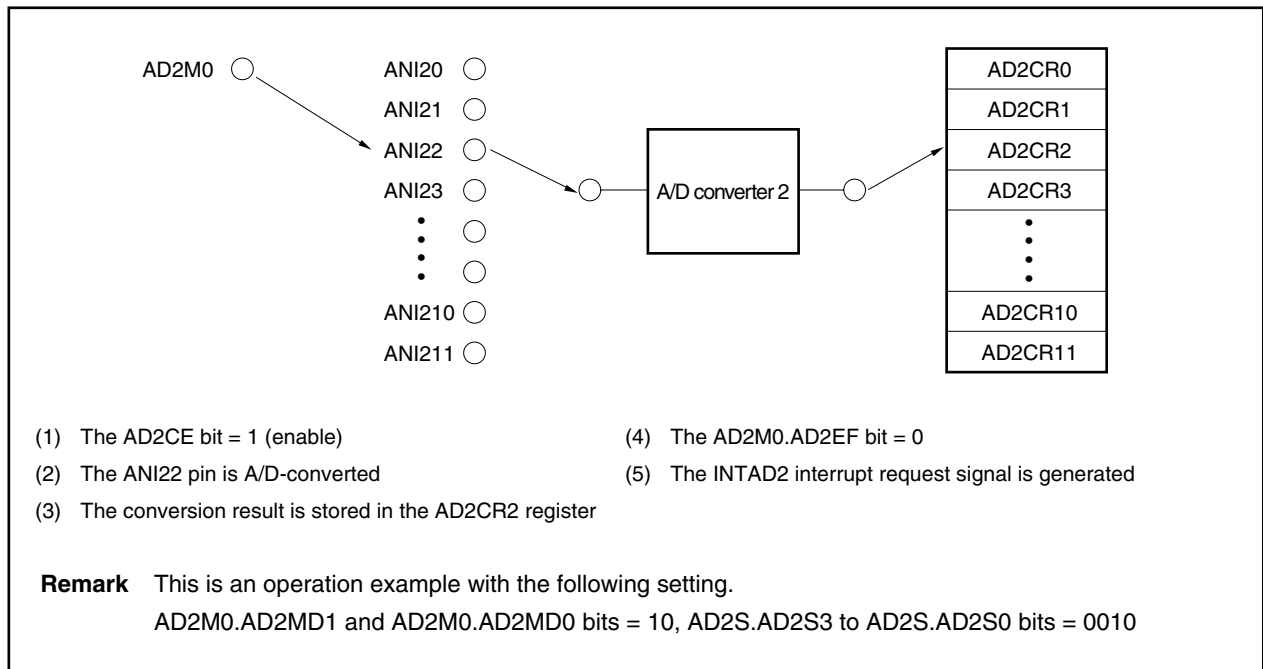 AD2M0
ANI20
ANI21
ANI22
ANI23
ANI210
ANI211
A/D converter 2
AD2CR0
AD2CR1
AD2CR2
AD2CR3
AD2CR10
AD2CR11
(1) The AD2CE bit = 1 (enable)
(2) The ANI22 pin is A/D-converted
(3) The conversion result is stored in the AD2CR2 register
(4) The AD2M0.AD2EF bit = 0
(5) The INTAD2 interrupt request signal is generated
Remark This is an operation example with the following setting.
AD2M0.AD2MD1 and AD2M0.AD2MD0 bits = 10, AD2S.AD2S3 to AD2S.AD2S0 bits = 0010